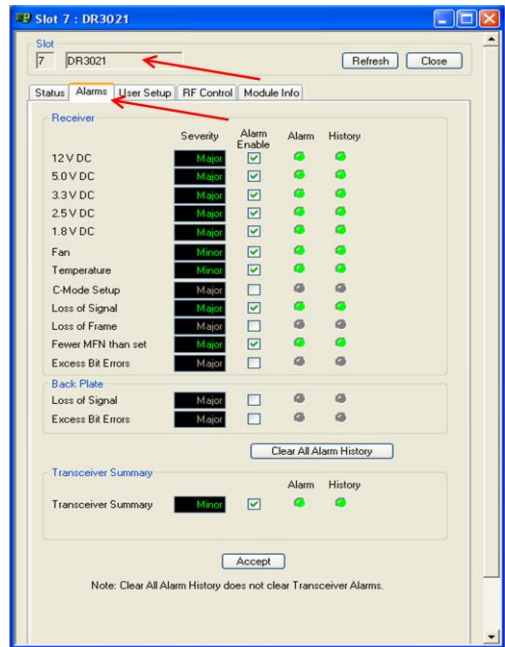 Slot 7 : DR3021
Slot
7 DR3021 Refresh Close
Status Alarms User Setup RF Control Module Info
Receiver
Severity Alarm Enable Alarm History
12 V DC Major
5.0 V DC Major
3.3 V DC Major
2.5 V DC Major
1.8 V DC Major
Fan Minor
Temperature Minor
C-Mode Setup Major
Loss of Signal Major
Loss of Frame Major
Fewer MFN than set Major
Excess Bit Errors Major
Back Plate
Loss of Signal Major
Excess Bit Errors Major
Clear All Alarm History
Transceiver Summary
Alarm History
Transceiver Summary Minor
Accept
Note: Clear All Alarm History does not clear Transceiver Alarms.